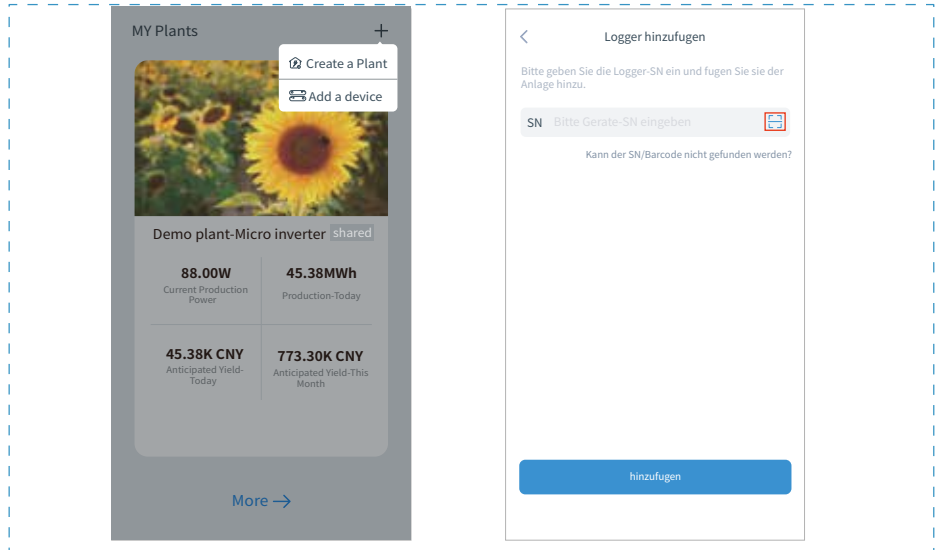 MY Plants
Create a Plant
Add a device
Demo plant-Micro inverter shared
88.00W
Current Production
Power
45.38MWh
Production-Today
45.38K CNY
Anticipated Yield-
Today
773.30K CNY
Anticipated Yield-This
Month
More
Logger hinzufugen
Bitte geben Sie die Logger-SN ein und fugen Sie sie der
Anlage hinzu.
SN Bitte Gerate-SN eingeben
Kann der SN/Barcode nicht gefunden werden?
hinzufugen